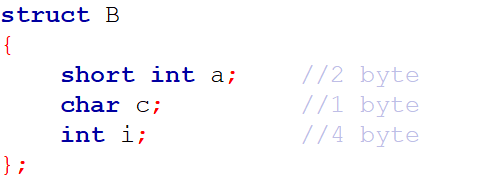 struct B
{
    short int a;    //2 byte
    char c;         //1 byte
    int i;          //4 byte
};